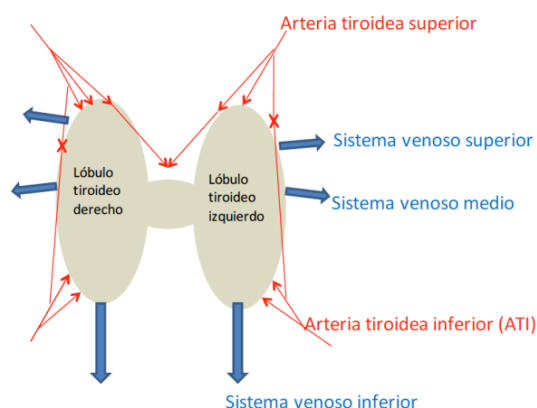 Arteria tiroidea superior
Sistema venoso superior
Lóbulo
tiroideo
derecho
Lóbulo
tiroideo
izquierdo
Sistema venoso medio
Arteria tiroidea inferior (ATI)
Sistema venoso inferior